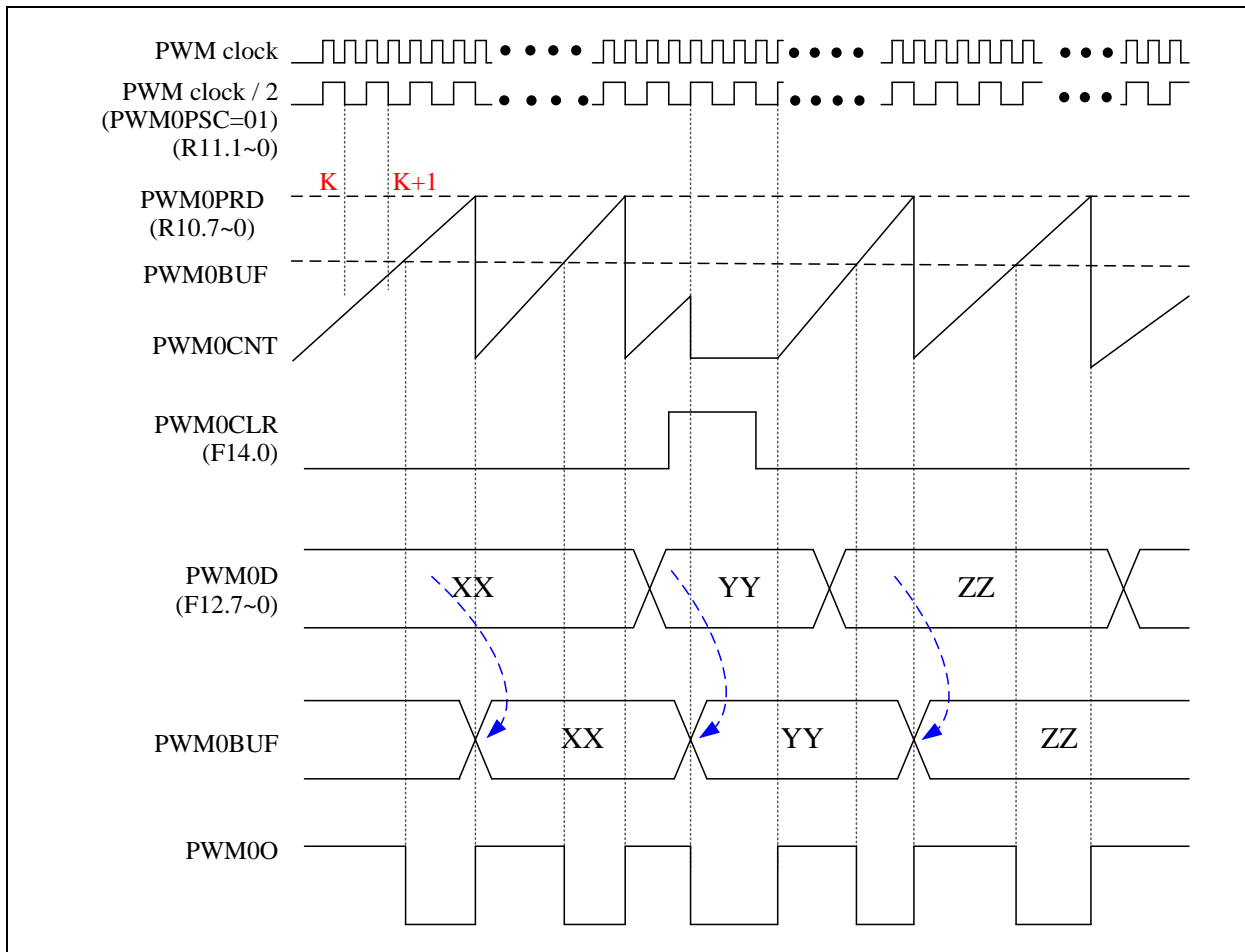 PWM clock
PWM clock / 2
(PWM0PSC=01)
(R11.1~0)
K
K+1
PWM0PRD
(R10.7~0)
PWM0BUF
PWM0CNT
PWM0CLR
(F14.0)
PWM0D
(F12.7~0)
XX
YY
ZZ
PWM0BUF
XX
YY
ZZ
PWM0O